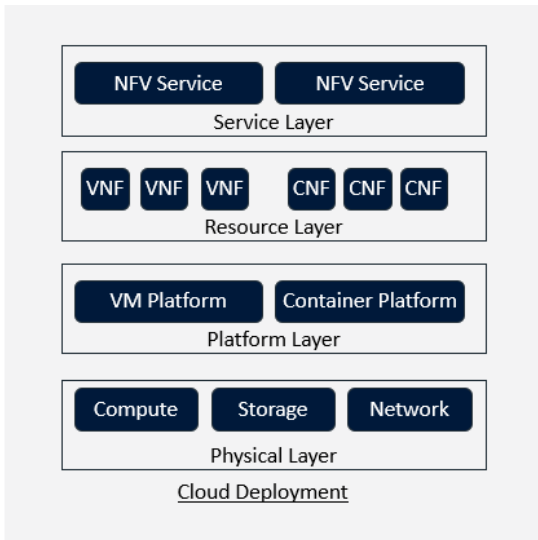 NFV Service NFV Service
Service Layer
VNF VNF VNF CNF CNF CNF
Resource Layer
VM Platform Container Platform
Platform Layer
Compute Storage Network
Physical Layer
Cloud Deployment